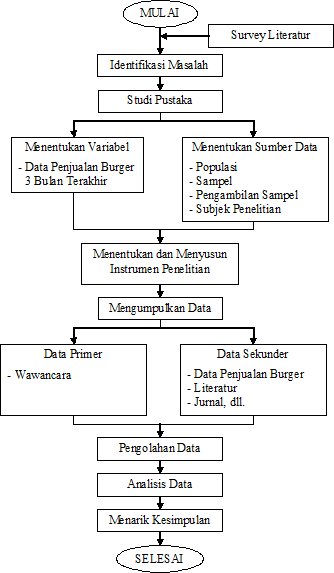 MULAI
Survey Literatur
Identifikasi Masalah
Studi Pustaka
Menentukan Variabel
- Data Penjualan Burger
3 Bulan Terakhir
Menentukan Sumber Data
- Populasi
- Sampel
- Pengambilan Sampel
- Subjek Penelitian
Menentukan dan Menyusun
Instrumen Penelitian
Mengumpulkan Data
Data Primer
- Wawancara
Data Sekunder
- Data Penjualan Burger
- Literatur
- Jurnal, dll.
Pengolahan Data
Analisis Data
Menarik Kesimpulan
SELESAI